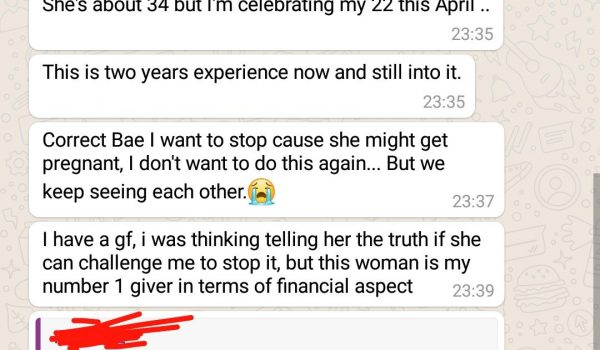 She's about 34 but I'm celebrating my 22 this April ..
23:35
This is two years experience now and still into it.
23:35
Correct Bae I want to stop cause she might get
pregnant, I don't want to do this again... But we
keep seeing each other.😭
23:37
I have a gf, i was thinking telling her the truth if she
can challenge me to stop it, but this woman is my
number 1 giver in terms of financial aspect
23:39